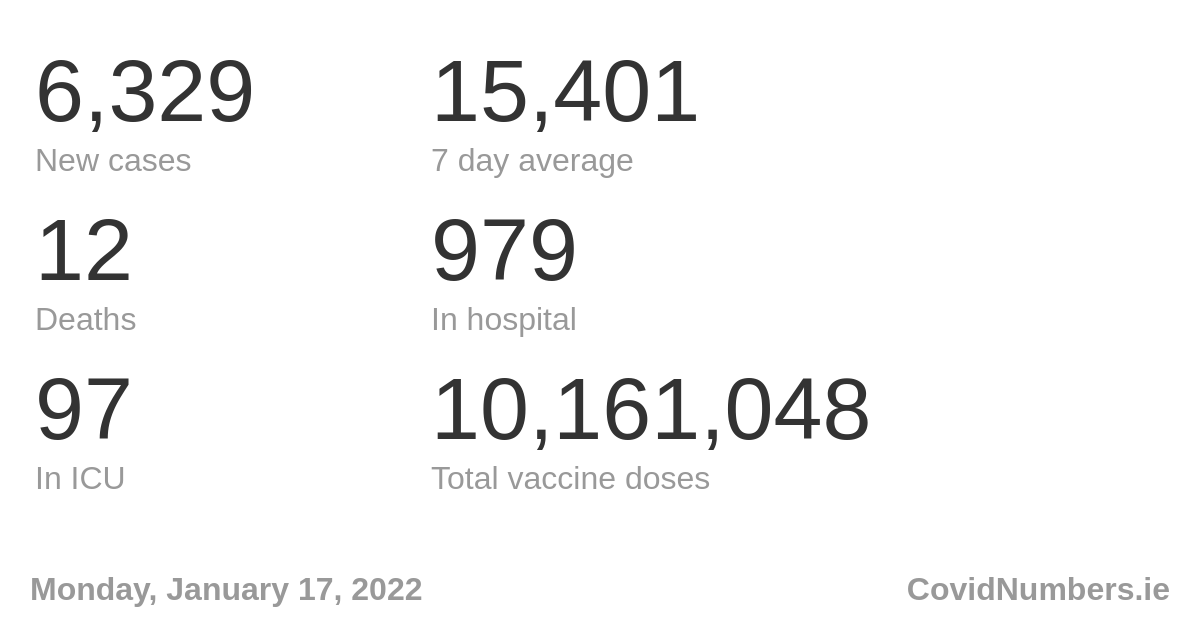 6,329 15,401
New cases 7 day average
12 979
Deaths In hospital
97 10,161,048
In ICU Total vaccine doses
Monday, January 17, 2022 CovidNumbers.ie